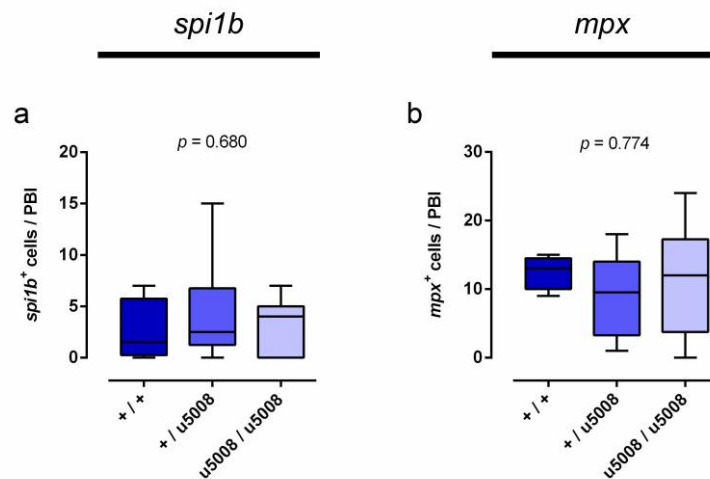 spi1b
mpx
a
p = 0.680
20
15
10
5
0
spi1b+ cells / PBI
+ / +
+ / u5008
u5008 / u5008
b
p = 0.774
30
20
10
0
mpx+ cells / PBI
+ / +
+ / u5008
u5008 / u5008